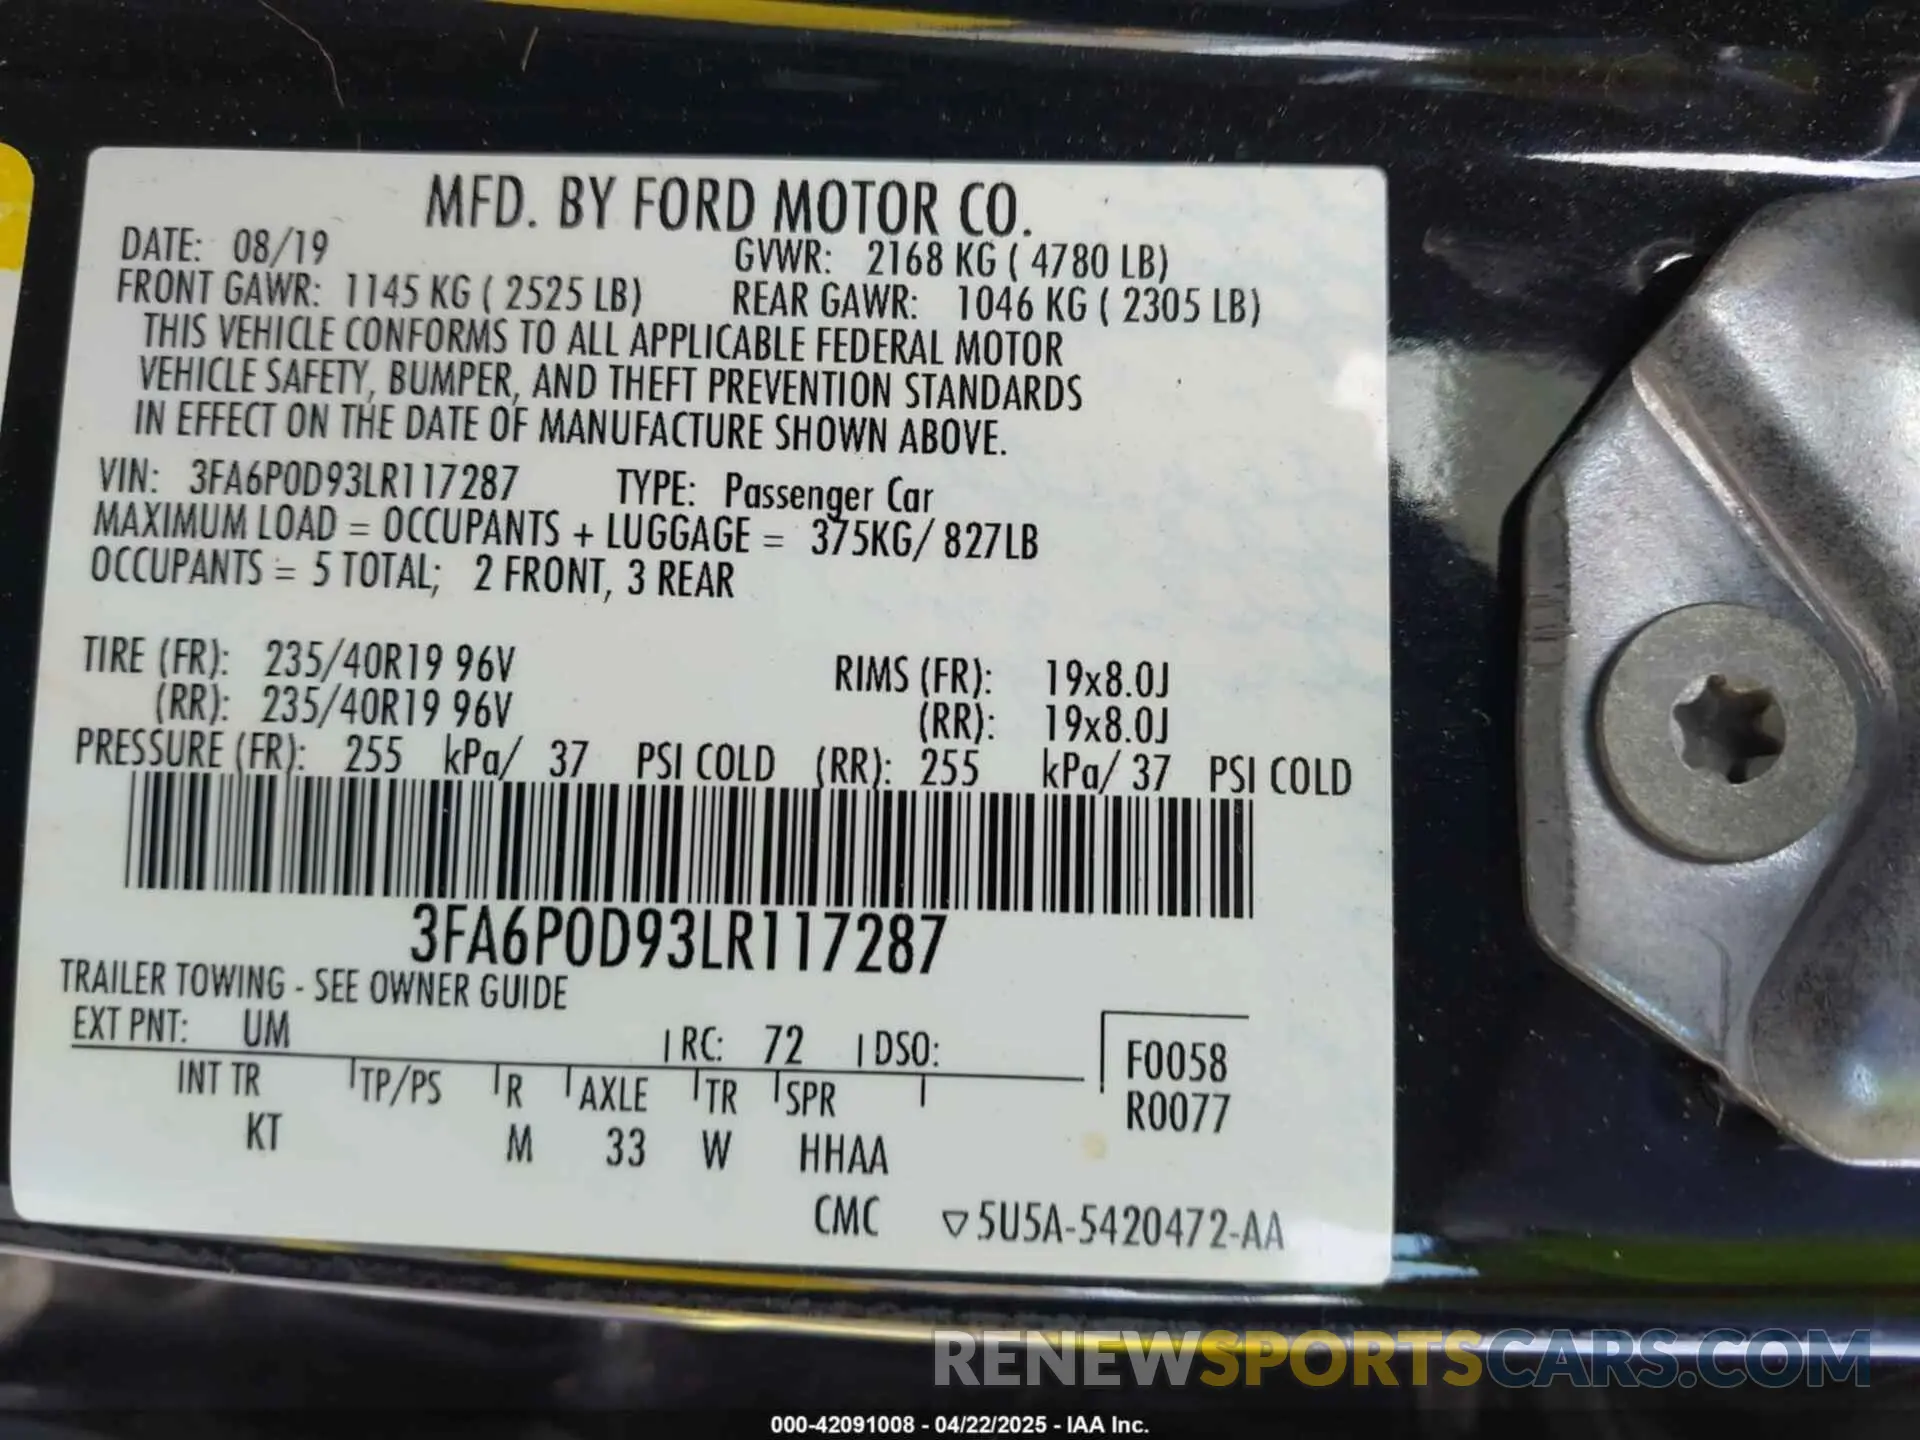 MFD. BY FORD MOTOR CO.
DATE: 08/19 GVWR: 2168 KG ( 4780 LB)
FRONT GAWR: 1145 KG ( 2525 LB) REAR GAWR: 1046 KG ( 2305 LB)
THIS VEHICLE CONFORMS TO ALL APPLICABLE FEDERAL MOTOR
VEHICLE SAFETY, BUMPER, AND THEFT PREVENTION STANDARDS
IN EFFECT ON THE DATE OF MANUFACTURE SHOWN ABOVE.
VIN: 3FA6P0D93LR117287 TYPE: Passenger Car
MAXIMUM LOAD = OCCUPANTS + LUGGAGE = 375KG/ 827LB
OCCUPANTS = 5 TOTAL; 2 FRONT, 3 REAR
TIRE (FR): 235/40R19 96V RIMS (FR): 19x8.0J
(RR): 235/40R19 96V (RR): 19x8.0J
PRESSURE (FR): 255 kPa/ 37 PSI COLD (RR): 255 kPa/ 37 PSI COLD
3FA6P0D93LR117287
TRAILER TOWING - SEE OWNER GUIDE
EXT PNT: UM RC: 72 DSO: F0058
INT TR TP/PS R AXLE TR SPR R0077
KT M 33 W HHAA
CMC ▽5U5A-5420472-AA
RENEWSPORTSCARS.COM
000-42091008 - 04/22/2025 - IAA Inc.